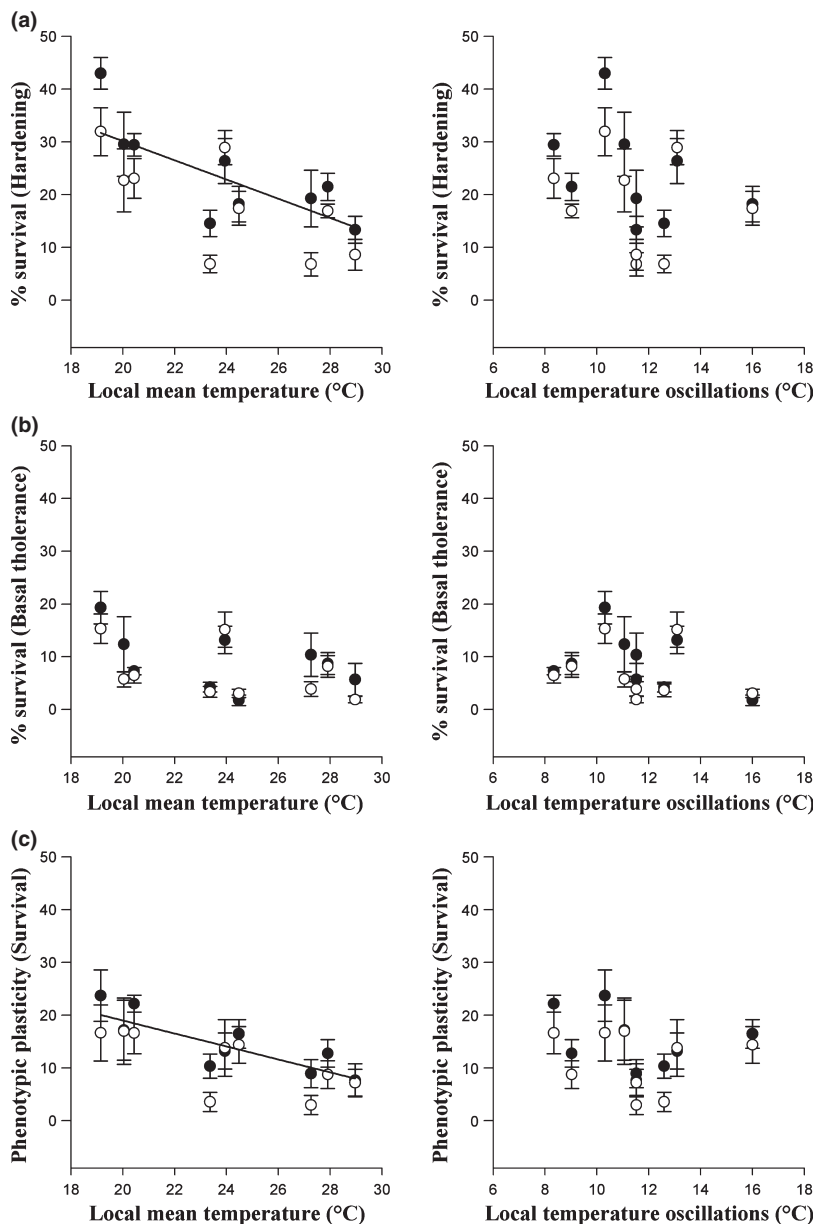 (a)
% survival (Hardening)
50
40
30
20
10
0
18 20 22 24 26 28 30
Local mean temperature (°C)
% survival (Hardening)
50
40
30
20
10
0
6 8 10 12 14 16 18
Local temperature oscillations (°C)
(b)
% survival (Basal tholerance)
50
40
30
20
10
0
18 20 22 24 26 28 30
Local mean temperature (°C)
% survival (Basal tholerance)
50
40
30
20
10
0
6 8 10 12 14 16 18
Local temperature oscillations (°C)
(c)
Phenotypic plasticity (Survival)
50
40
30
20
10
0
18 20 22 24 26 28 30
Local mean temperature (°C)
Phenotypic plasticity (Survival)
50
40
30
20
10
0
6 8 10 12 14 16 18
Local temperature oscillations (°C)